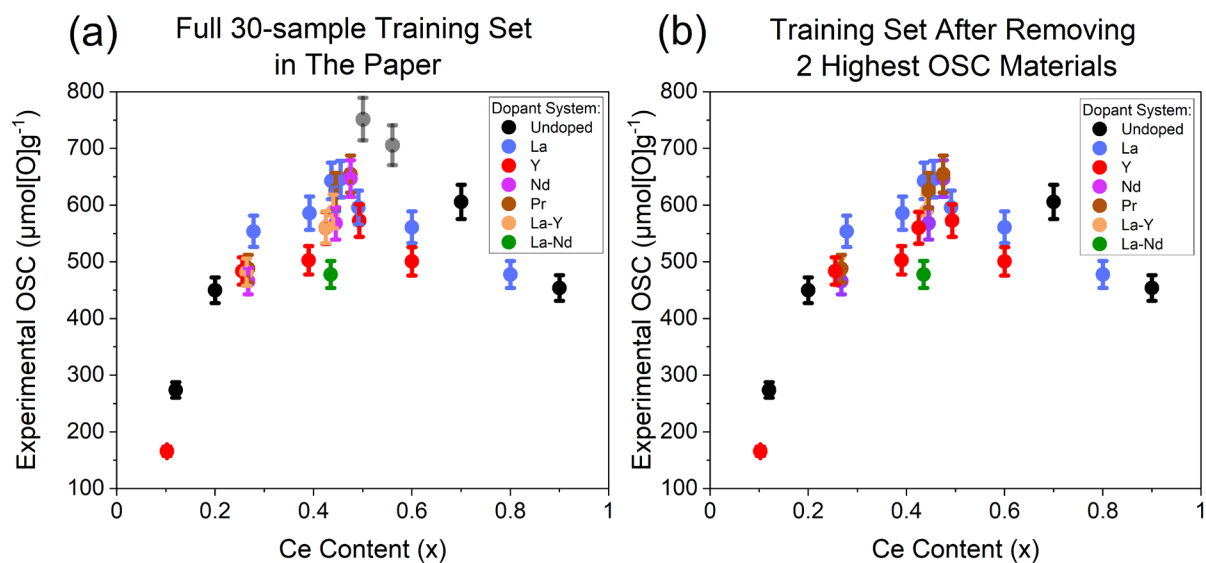 (a)
Full 30-sample Training Set
in The Paper
Experimental OSC (μmol[O]g⁻¹)
800
700
600
500
400
300
200
100
0
0.2
0.4
0.6
0.8
1
Ce Content (x)
Dopant System:
Undoped
La
Y
Nd
Pr
La-Y
La-Nd
(b)
Training Set After Removing
2 Highest OSC Materials
Experimental OSC (μmol[O]g⁻¹)
800
700
600
500
400
300
200
100
0
0.2
0.4
0.6
0.8
1
Ce Content (x)
Dopant System:
Undoped
La
Y
Nd
Pr
La-Y
La-Nd